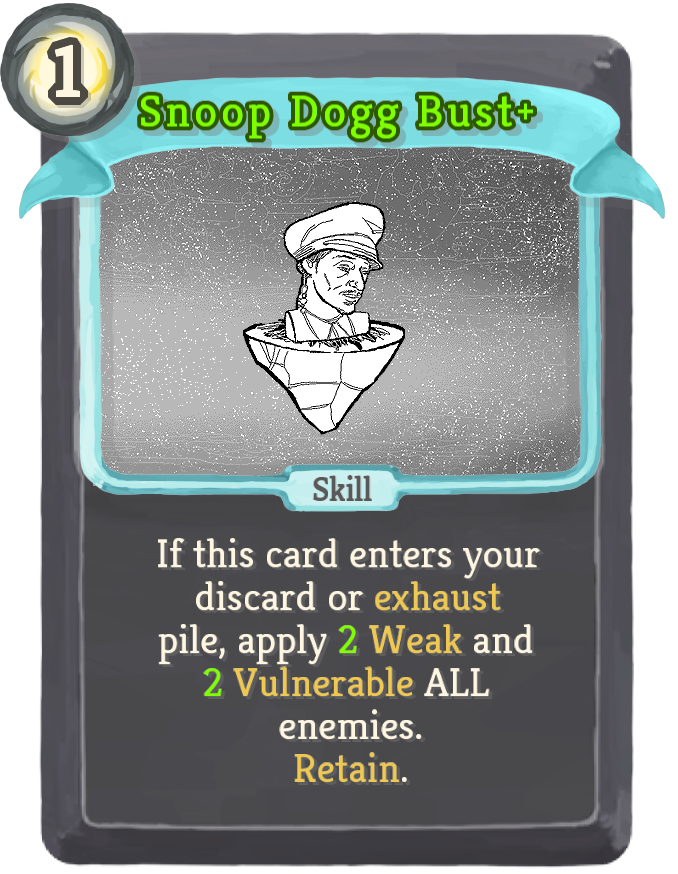 1
Snoop Dogg Bust+
Skill
If this card enters your
discard or exhaust
pile, apply 2 Weak and
2 Vulnerable ALL
enemies.
Retain.